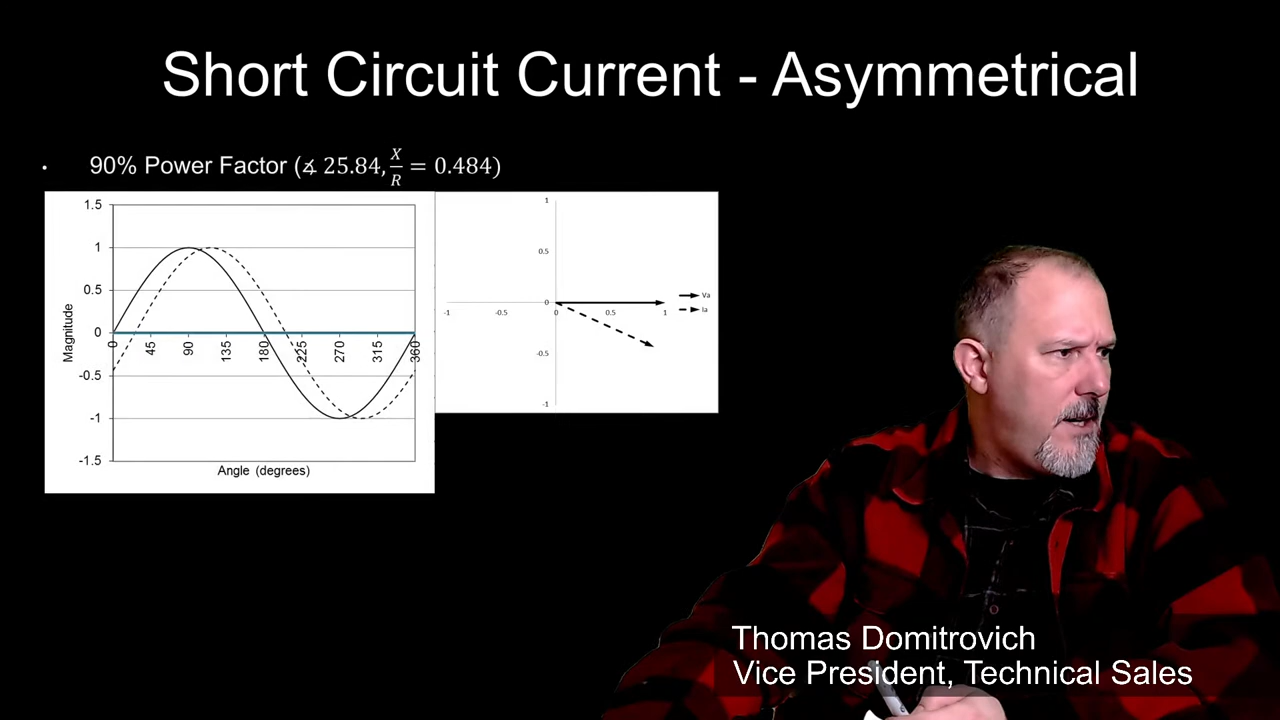 Short Circuit Current - Asymmetrical
• 90% Power Factor (∡ 25.84, X/R = 0.484)
1.5
1
0.5
0
-0.5
-1
-1.5
Magnitude
0 45 90 135 180 225 270 315 360
Angle (degrees)
1
0.5
0
-0.5
-1
-1 -0.5 0 0.5 1
Va
Ia
Thomas Domitrovich
Vice President, Technical Sales